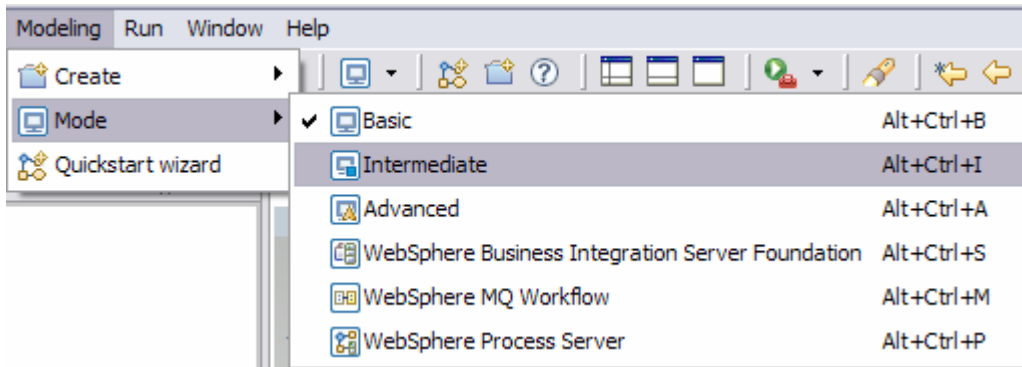 Modeling Run Window Help
Create
Mode
Quickstart wizard
Basic Alt+Ctrl+B
Intermediate Alt+Ctrl+I
Advanced Alt+Ctrl+A
WebSphere Business Integration Server Foundation Alt+Ctrl+S
WebSphere MQ Workflow Alt+Ctrl+M
WebSphere Process Server Alt+Ctrl+P